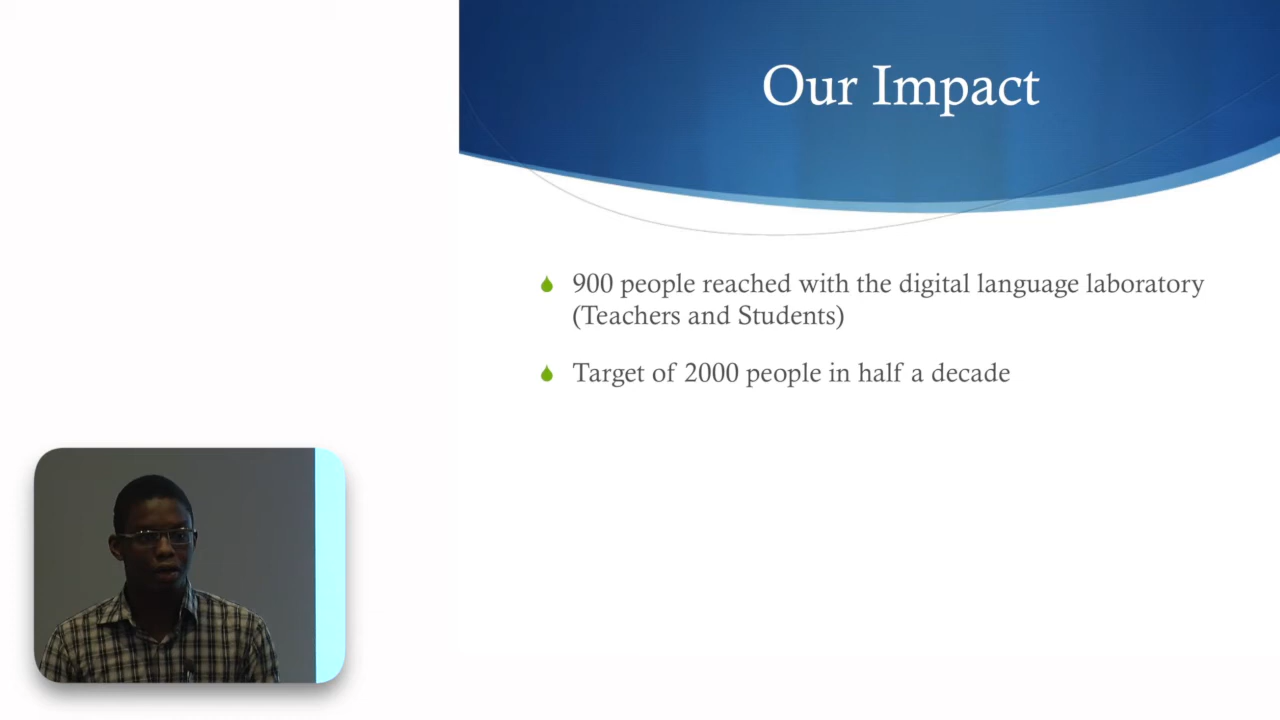 Our Impact
900 people reached with the digital language laboratory
(Teachers and Students)
Target of 2000 people in half a decade